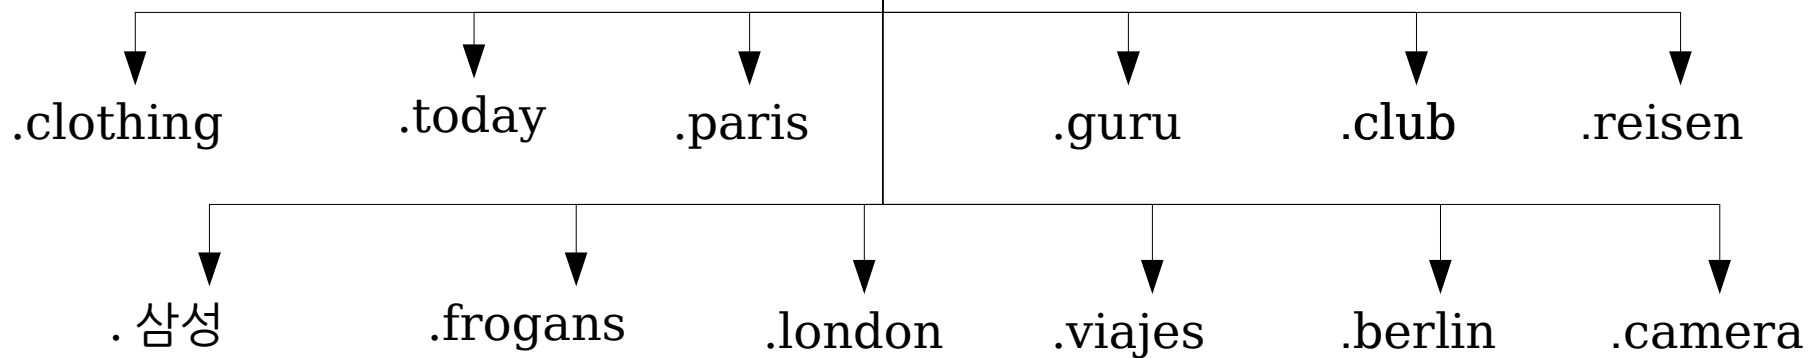 .clothing .today .paris .guru .club .reisen
. 삼성 .frogans .london .viajes .berlin .camera